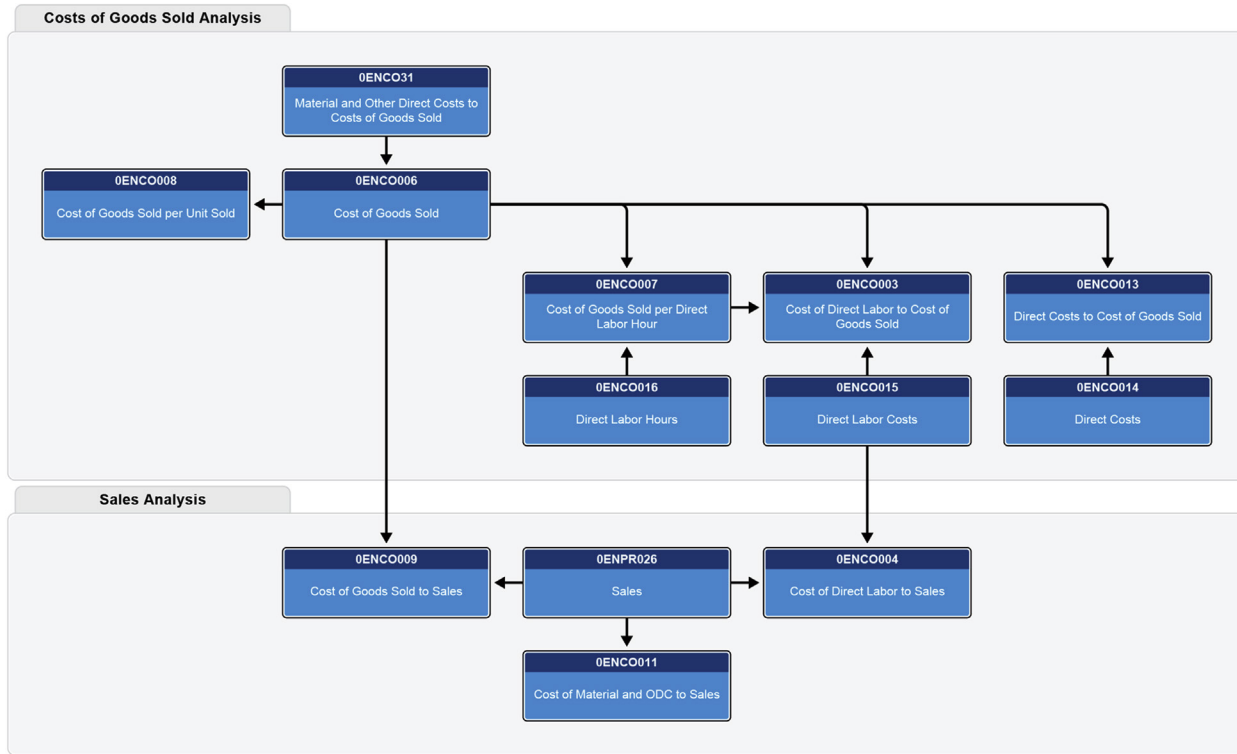 Costs of Goods Sold Analysis
0ENCO31
Material and Other Direct Costs to
Costs of Goods Sold
0ENCO008
Cost of Goods Sold per Unit Sold
0ENCO006
Cost of Goods Sold
0ENCO007
Cost of Goods Sold per Direct
Labor Hour
0ENCO003
Cost of Direct Labor to Cost of
Goods Sold
0ENCO013
Direct Costs to Cost of Goods Sold
0ENCO016
Direct Labor Hours
0ENCO015
Direct Labor Costs
0ENCO014
Direct Costs
Sales Analysis
0ENCO009
Cost of Goods Sold to Sales
0ENPR026
Sales
0ENCO004
Cost of Direct Labor to Sales
0ENCO011
Cost of Material and ODC to Sales